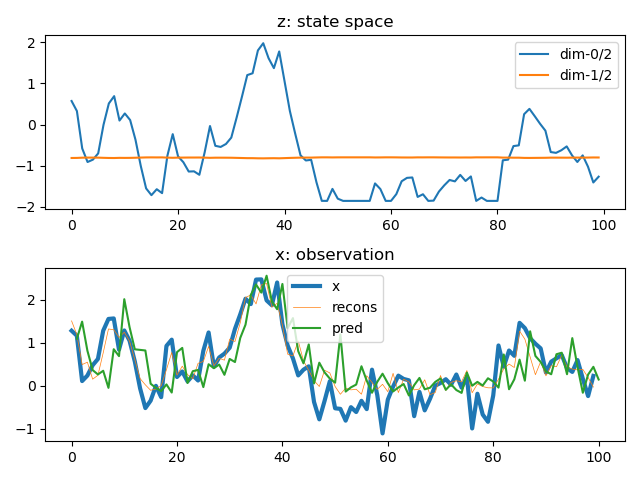 z: state space
2
1
0
−1
−2
dim-0/2
dim-1/2
0 20 40 60 80 100
x: observation
2
1
0
−1
x
recons
pred
0 20 40 60 80 100